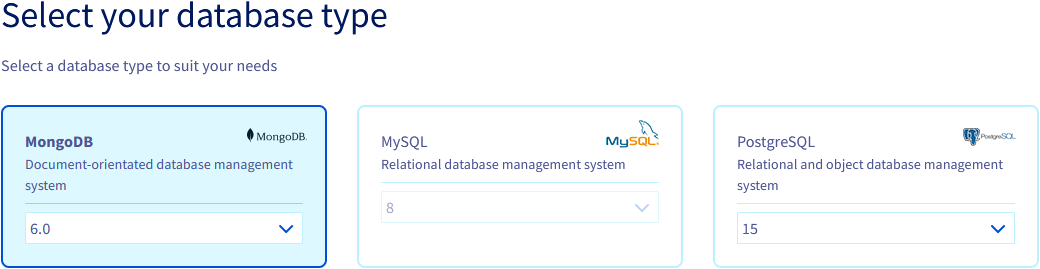 Select your database type
Select a database type to suit your needs
MongoDB
MongoDB.
Document-orientated database management
system
6.0
MySQL
MySQL
Relational database management system
8
PostgreSQL
PostgreSQL
Relational and object database management
system
15